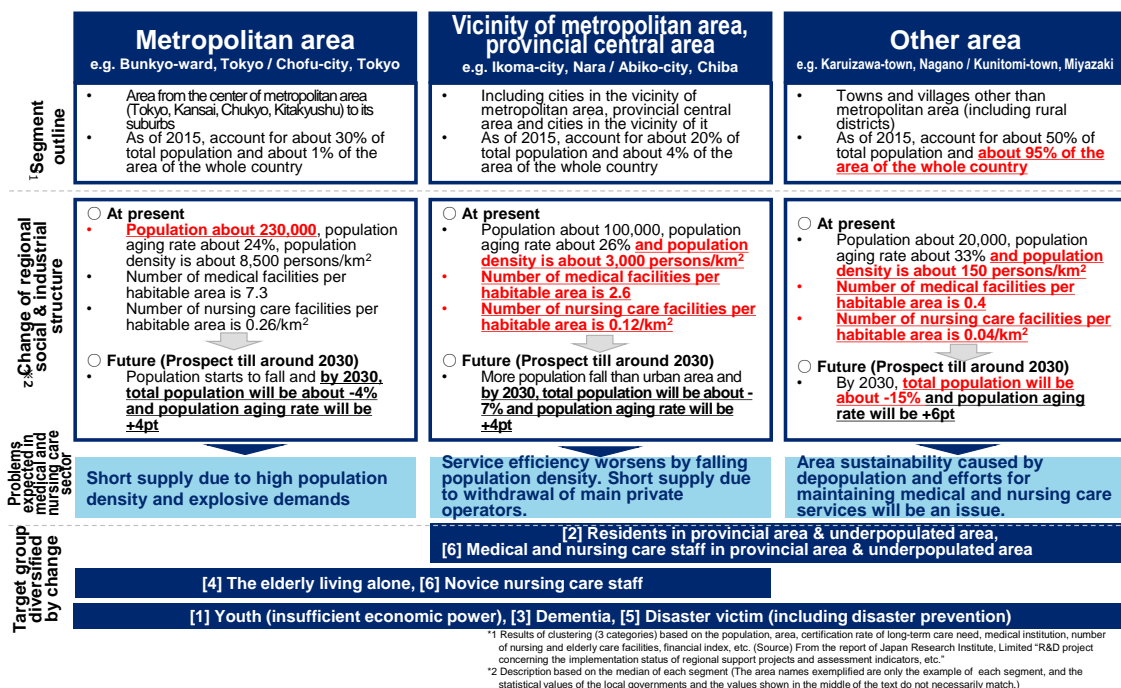 Metropolitan area
e.g. Bunkyo-ward, Tokyo / Chofu-city, Tokyo
Vicinity of metropolitan area,
provincial central area
e.g. Ikoma-city, Nara / Abiko-city, Chiba
Other area
e.g. Karuizawa-town, Nagano / Kunitomi-town, Miyazaki
*1 Segment
outline
• Area from the center of metropolitan area
(Tokyo, Kansai, Chukyo, Kitakyushu) to its
suburbs
• As of 2015, account for about 30% of
total population and about 1% of the
area of the whole country
• Including cities in the vicinity of
metropolitan area, provincial central
area and cities in the vicinity of it
• As of 2015, account for about 20% of
total population and about 4% of the
area of the whole country
• Towns and villages other than
metropolitan area (including rural
districts)
• As of 2015, account for about 50% of
total population and about 95% of the
area of the whole country
*2 Change of regional
social & industrial
structure
○ At present
• Population about 230,000, population
aging rate about 24%, population
density is about 8,500 persons/km²
• Number of medical facilities per
habitable area is 7.3
• Number of nursing care facilities per
habitable area is 0.26/km²
○ Future (Prospect till around 2030)
• Population starts to fall and by 2030,
total population will be about -4%
and population aging rate will be
+4pt
○ At present
• Population about 100,000, population
aging rate about 26% and population
density is about 3,000 persons/km²
• Number of medical facilities per
habitable area is 2.6
• Number of nursing care facilities per
habitable area is 0.12/km²
○ Future (Prospect till around 2030)
• More population fall than urban area and
by 2030, total population will be about -
7% and population aging rate will be
+4pt
○ At present
• Population about 20,000, population
aging rate about 33% and population
density is about 150 persons/km²
• Number of medical facilities per
habitable area is 0.4
• Number of nursing care facilities per
habitable area is 0.04/km²
○ Future (Prospect till around 2030)
• By 2030, total population will be
about -15% and population aging
rate will be +6pt
Problems
expected in
medical and
nursing care
sector
Short supply due to high population
density and explosive demands
Service efficiency worsens by falling
population density. Short supply due
to withdrawal of main private
operators.
Area sustainability caused by
depopulation and efforts for
maintaining medical and nursing care
services will be an issue.
Target group
diversified
by change
[2] Residents in provincial area & underpopulated area,
[6] Medical and nursing care staff in provincial area & underpopulated area
[4] The elderly living alone, [6] Novice nursing care staff
[1] Youth (insufficient economic power), [3] Dementia, [5] Disaster victim (including disaster prevention)
*1 Results of clustering (3 categories) based on the population, area, certification rate of long-term care need, medical institution, number
of nursing and elderly care facilities, financial index, etc. (Source) From the report of Japan Research Institute, Limited "R&D project
concerning the implementation status of regional support projects and assessment indicators, etc."
*2 Description based on the median of each segment (The area names exemplified are only the example of each segment, and the
statistical values of the local governments and the values shown in the middle of the text do not necessarily match.)